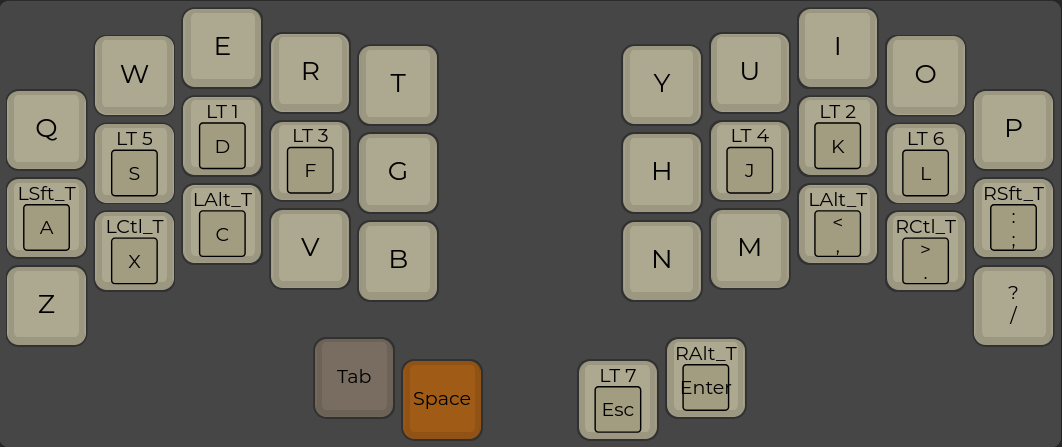 Q
W
E
R
T
Y
U
I
O
P
LSft_T
A
LT 5
S
LT 1
D
LT 3
F
G
H
LT 4
J
LT 2
K
LT 6
L
RSft_T
:
;
Z
LCtl_T
X
LAlt_T
C
V
B
N
M
LAlt_T
<
,
RCtl_T
>
.
?
/
Tab
Space
LT 7
Esc
RAlt_T
Enter